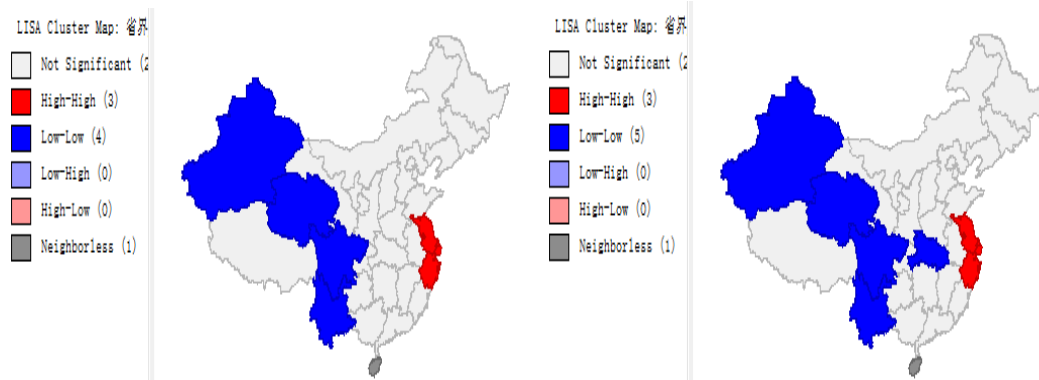 LISA Cluster Map: 省界
Not Significant (2
High-High (3)
Low-Low (4)
Low-High (0)
High-Low (0)
Neighborless (1)
LISA Cluster Map: 省界
Not Significant (2
High-High (3)
Low-Low (5)
Low-High (0)
High-Low (0)
Neighborless (1)